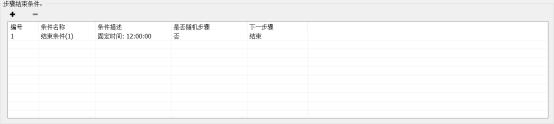 步骤结束条件。
+ −
编号 条件名称 条件描述 是否随机步骤 下一步骤
1 结束条件(1) 固定时间: 12:00:00 否 结束